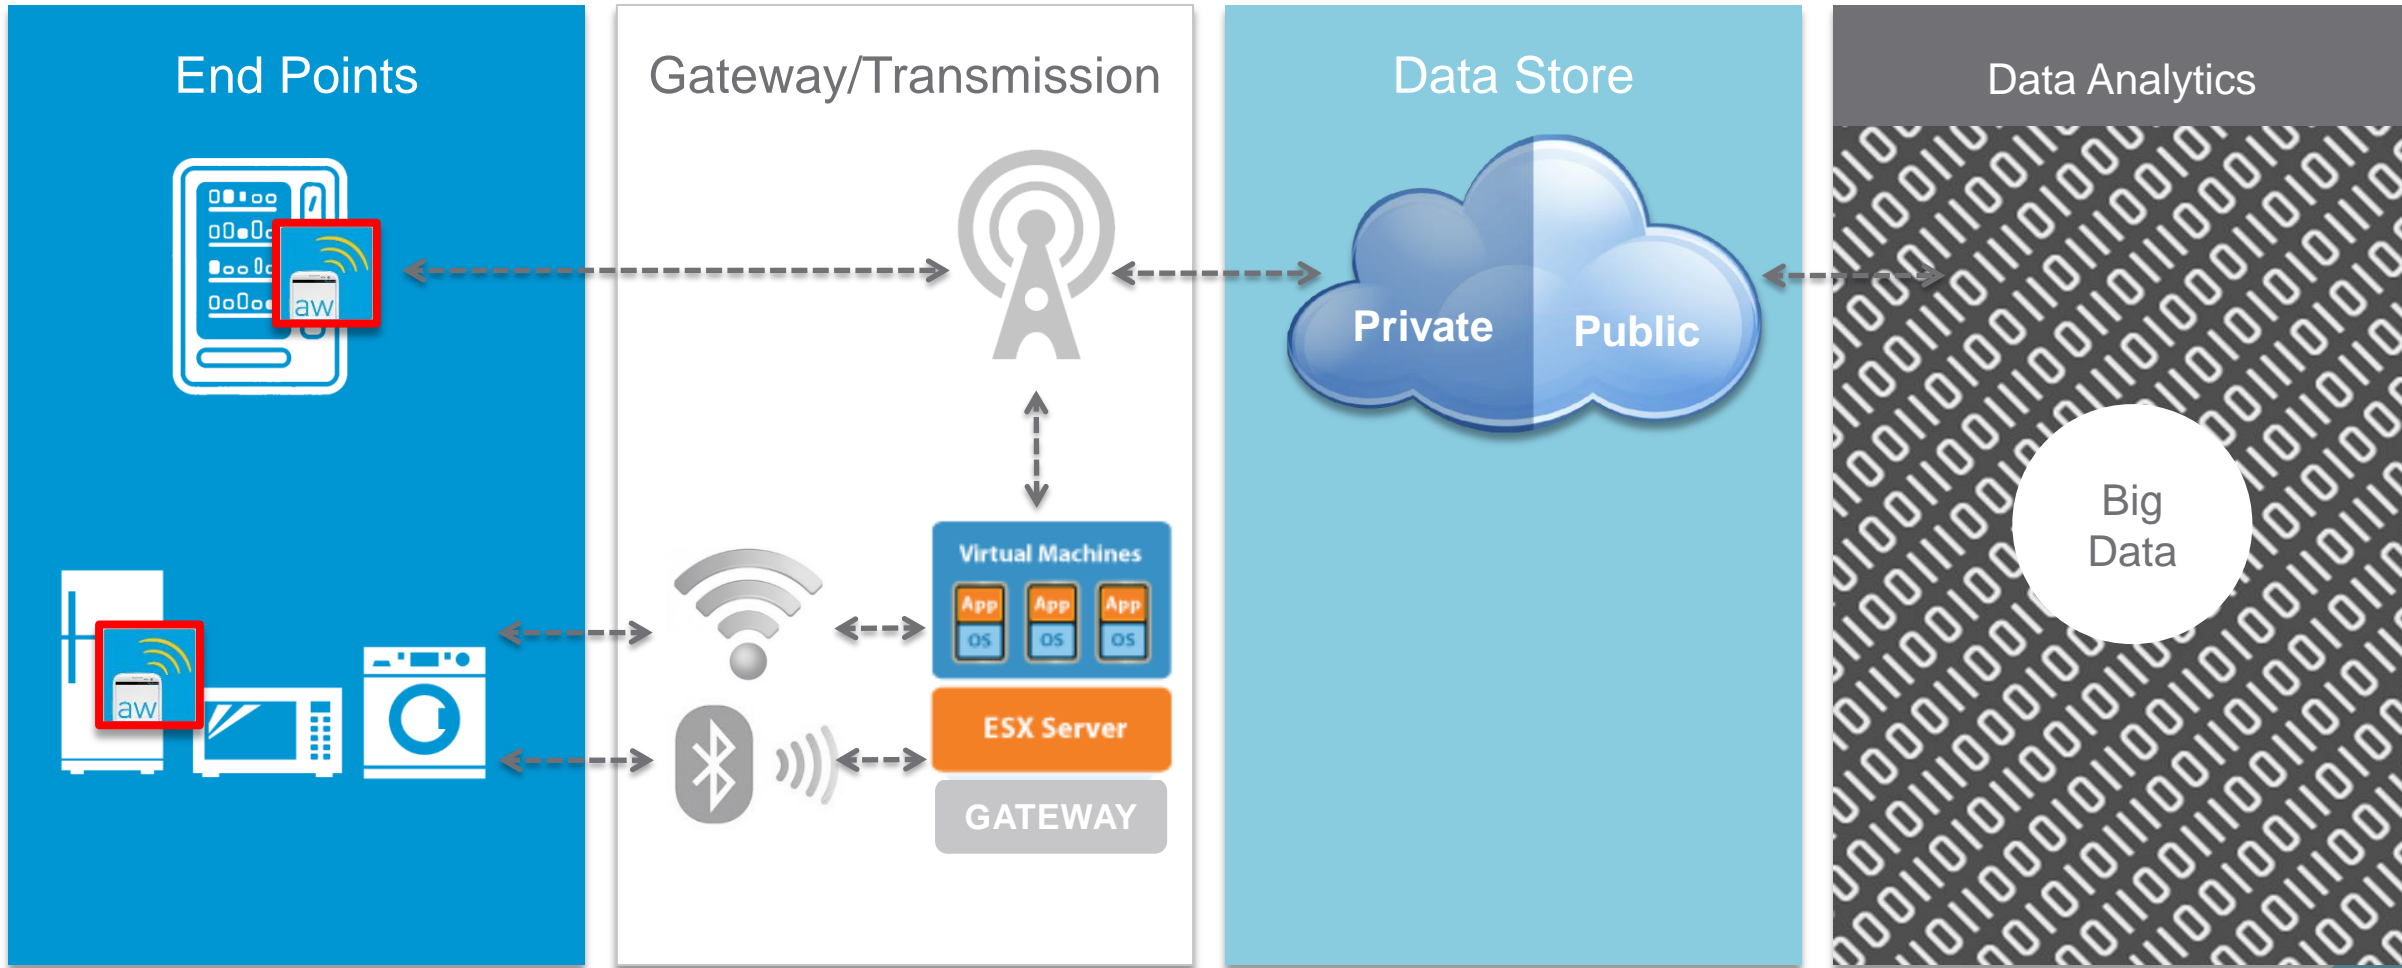 End Points
Gateway/Transmission
Data Store
Data Analytics
aw
Private
Public
Big
Data
Virtual Machines
App
App
App
OS
OS
OS
aw
ESX Server
GATEWAY